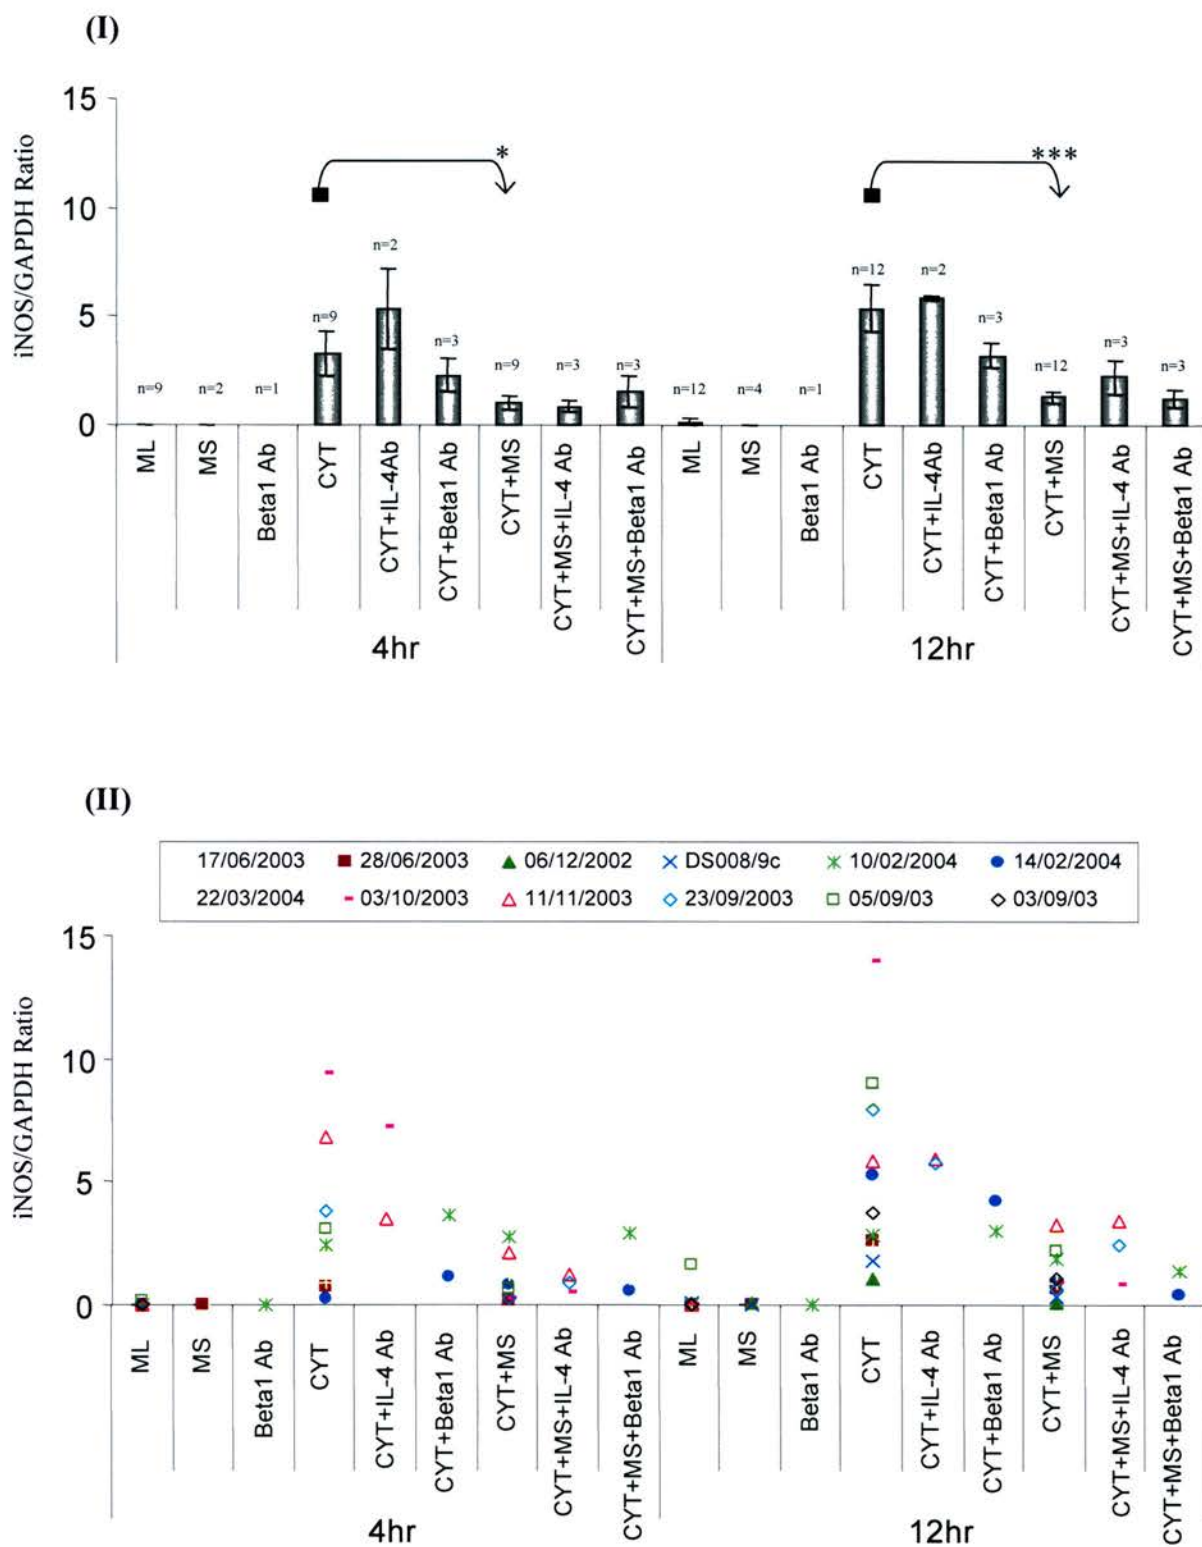 (I)
15
10
5
0
iNOS/GAPDH Ratio
*
***
n=9
n=2
n=1
n=9
n=2
n=3
n=9
n=3
n=3
n=12
n=4
n=1
n=12
n=2
n=3
n=12
n=3
n=3
ML
MS
Beta1 Ab
CYT
CYT+IL-4Ab
CYT+Beta1 Ab
CYT+MS
CYT+MS+IL-4 Ab
CYT+MS+Beta1 Ab
ML
MS
Beta1 Ab
CYT
CYT+IL-4Ab
CYT+Beta1 Ab
CYT+MS
CYT+MS+IL-4 Ab
CYT+MS+Beta1 Ab
4hr
12hr
(II)
17/06/2003 28/06/2003 06/12/2002 DS008/9c 10/02/2004 14/02/2004
22/03/2004 03/10/2003 11/11/2003 23/09/2003 05/09/03 03/09/03
15
10
5
0
iNOS/GAPDH Ratio
ML
MS
Beta1 Ab
CYT
CYT+IL-4 Ab
CYT+Beta1 Ab
CYT+MS
CYT+MS+IL-4 Ab
CYT+MS+Beta1 Ab
ML
MS
Beta1 Ab
CYT
CYT+IL-4 Ab
CYT+Beta1 Ab
CYT+MS
CYT+MS+IL-4 Ab
CYT+MS+Beta1 Ab
4hr
12hr